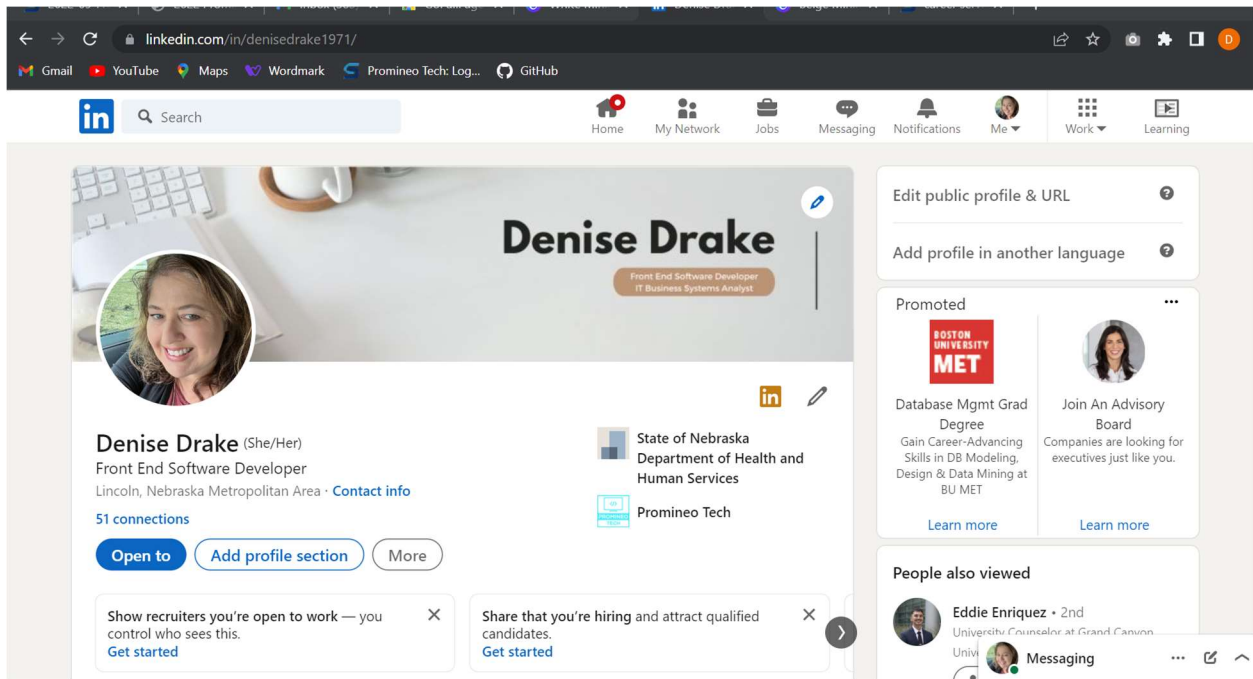 linkedin.com/in/denisedrake1971/
D
Gmail
YouTube
Maps
Wordmark
Promineo Tech: Log...
GitHub
in
Search
Home
My Network
Jobs
Messaging
Notifications
Me
Work
Learning
Denise Drake
Front End Software Developer
IT Business Systems Analyst
in
Denise Drake (She/Her)
Front End Software Developer
Lincoln, Nebraska Metropolitan Area · Contact info
51 connections
Open to
Add profile section
More
State of Nebraska
Department of Health and
Human Services
Promineo Tech
Show recruiters you're open to work — you
control who sees this.
Get started
Share that you're hiring and attract qualified
candidates.
Get started
Edit public profile & URL
Add profile in another language
Promoted
BOSTON
UNIVERSITY
MET
Database Mgmt Grad
Degree
Gain Career-Advancing
Skills in DB Modeling,
Design & Data Mining at
BU MET
Learn more
Join An Advisory
Board
Companies are looking for
executives just like you.
Learn more
People also viewed
Eddie Enriquez • 2nd
University Counselor at Grand Canyon
Messaging